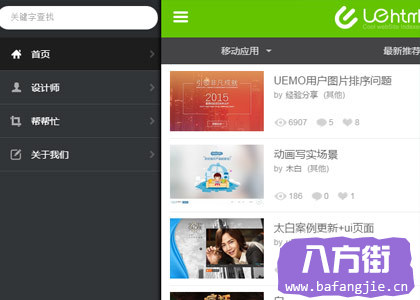 关键字查找
首页
设计师
帮帮忙
关于我们
UEhtml
移动应用
最新推荐
UEMO用户图片排序问题
by 经验分享 (其他)
6907 5 8
2015
动画写实场景
by 木白 (其他)
186 0 1
太白案例更新+ui页面
by
八方街
www.bafangjie.cn